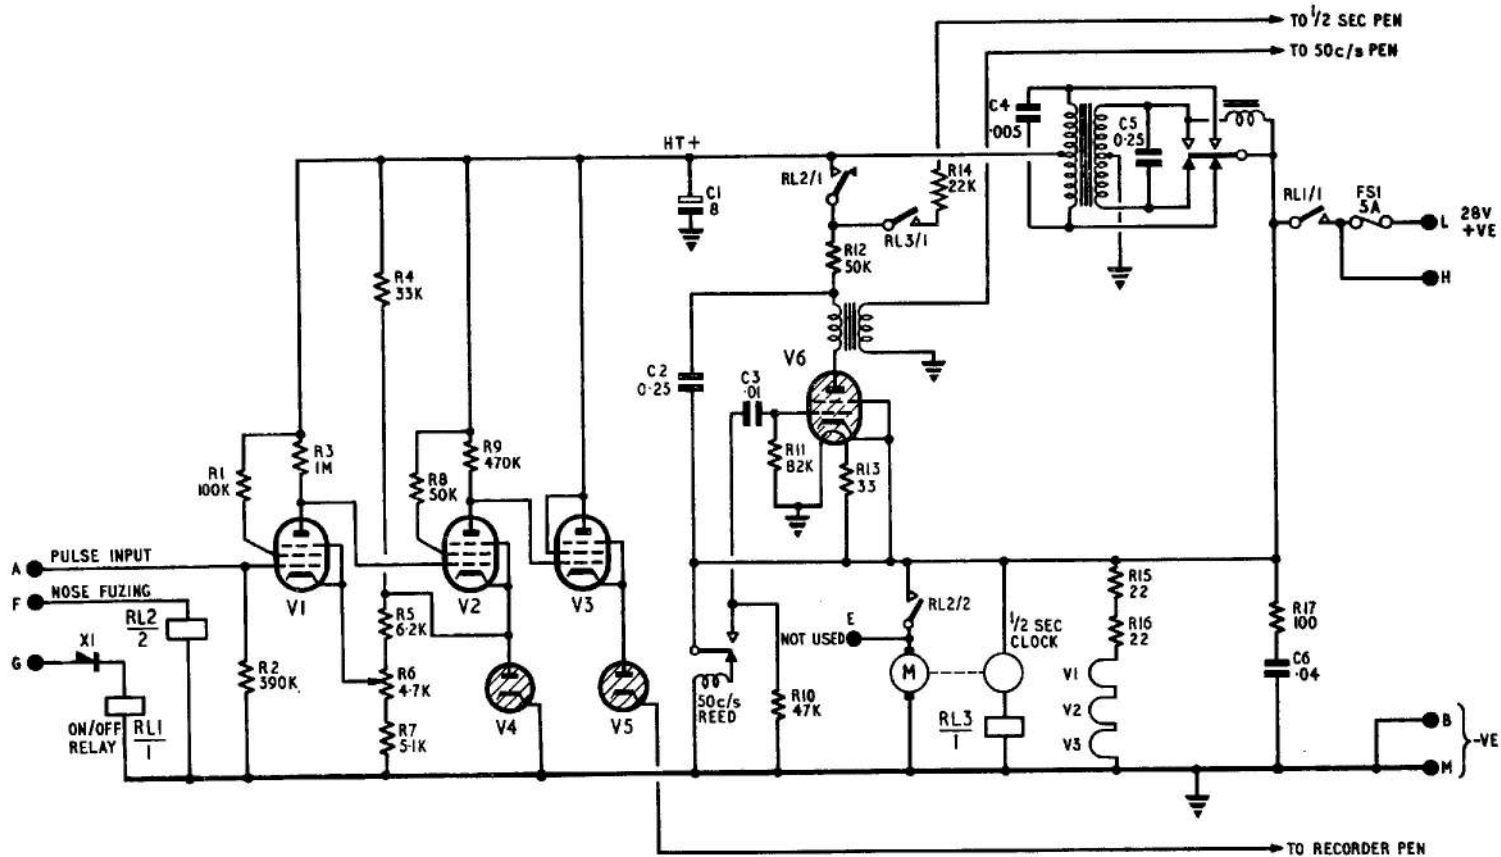 TO 1/2 SEC PEN
TO 50c/s PEN
C4
.005
C5
0.25
HT+
RL2/1
R14
22K
C1
8
RL3/1
RL1/1
FS1
5A
L 28V
+VE
H
R12
50K
R4
33K
V6
C2
0.25
C3
.01
R3
1M
R9
470K
R1
100K
R8
50K
R11
82K
R13
33
A PULSE INPUT
F NOSE FUZING
RL2
2
V1
V2
V3
R5
6.2K
E
RL2/2
1/2 SEC
CLOCK
R15
22
R16
22
R17
100
NOT USED
G
X1
R2
390K
R6
4.7K
M
C6
.04
50c/s
REED
R10
47K
V1
V2
V3
ON/OFF
RELAY
RL1
1
R7
5.1K
V4
V5
RL3
1
B
-VE
M
TO RECORDER PEN